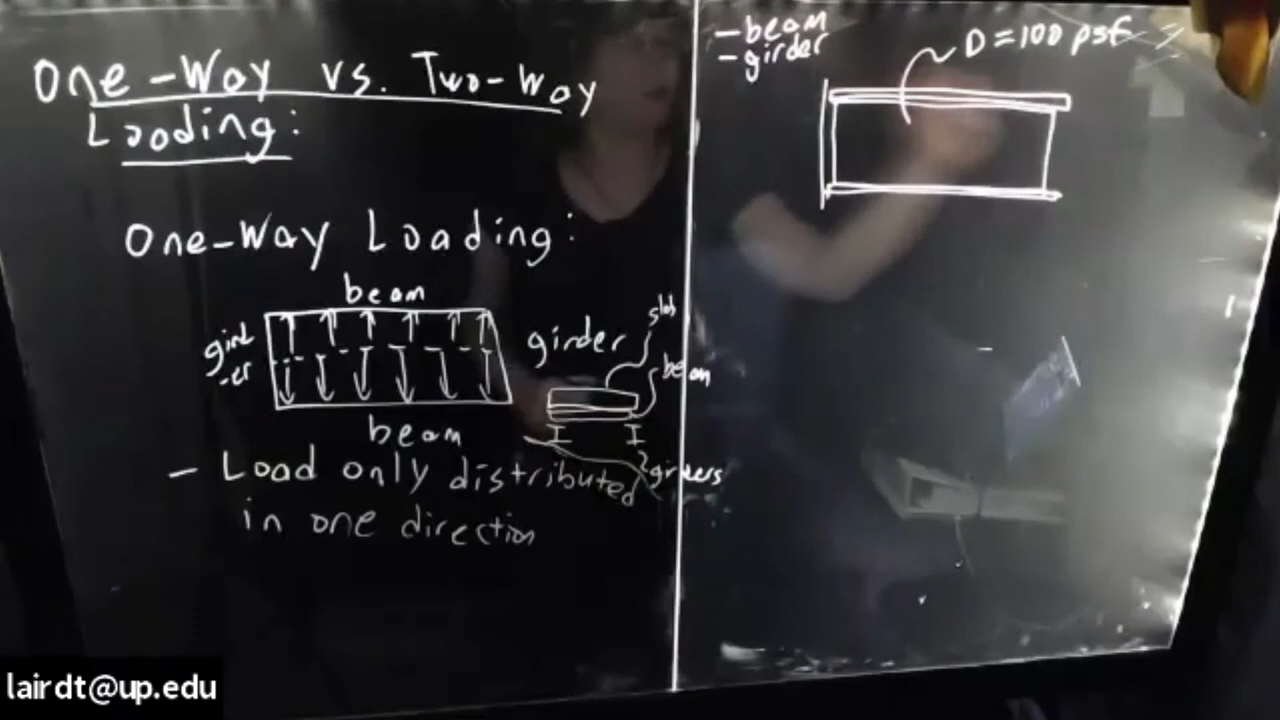 One-Way vs. Two-Way
Loading:
One-Way Loading:
beam
gird
-er
girder
slab
beam
beam
2 girders
- Load only distributed
in one direction
- beam
- girder
D = 100 psf
lairdt@up.edu